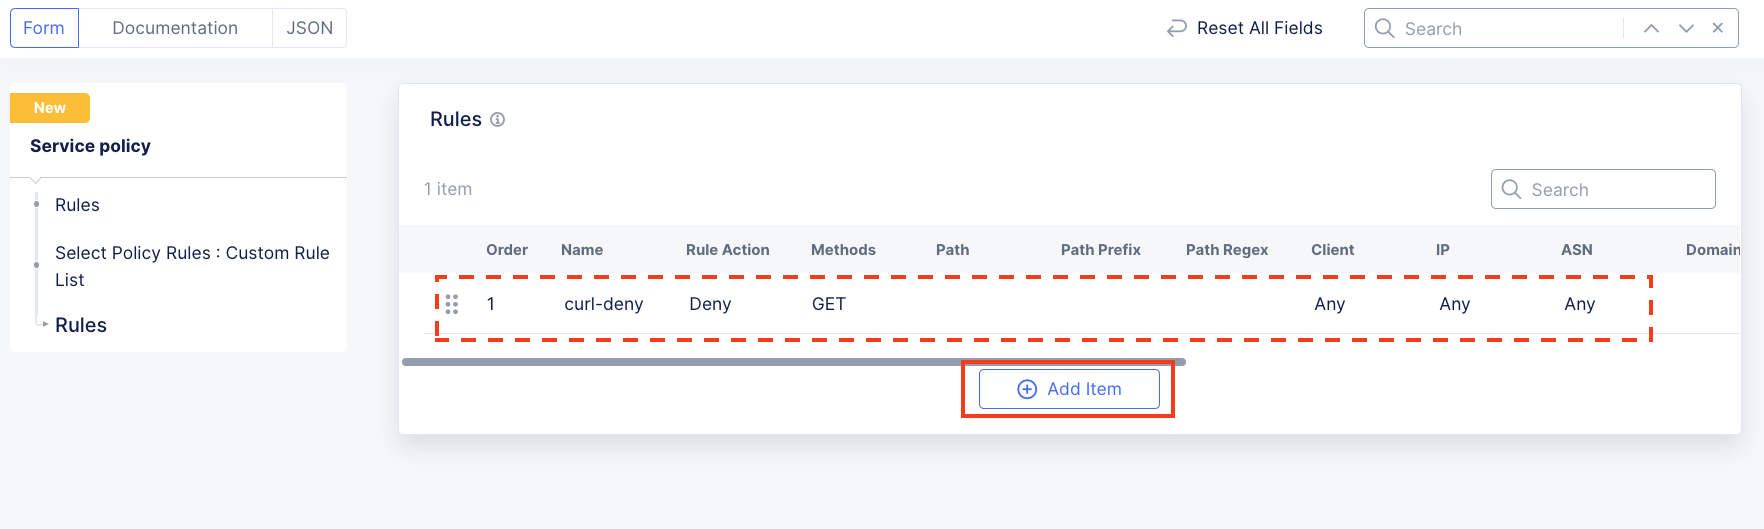 Form Documentation JSON Reset All Fields Search
New
Service policy
Rules
Select Policy Rules : Custom Rule
List
Rules
Rules
1 item Search
Order Name Rule Action Methods Path Path Prefix Path Regex Client IP ASN Domain
1 curl-deny Deny GET Any Any Any
Add Item